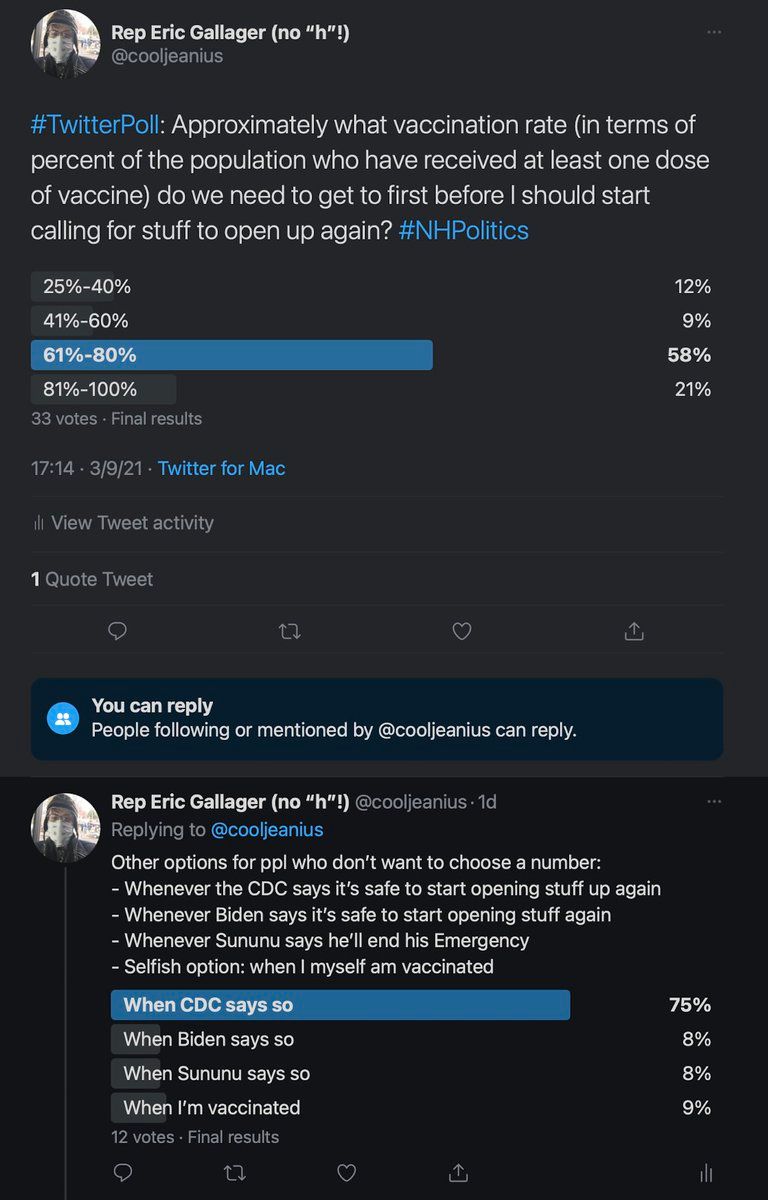 Rep Eric Gallager (no “h”!)
@cooljeanius
#TwitterPoll: Approximately what vaccination rate (in terms of
percent of the population who have received at least one dose
of vaccine) do we need to get to first before I should start
calling for stuff to open up again? #NHPolitics
25%-40% 12%
41%-60% 9%
61%-80% 58%
81%-100% 21%
33 votes · Final results
17:14 · 3/9/21 · Twitter for Mac
View Tweet activity
1 Quote Tweet
You can reply
People following or mentioned by @cooljeanius can reply.
Rep Eric Gallager (no “h”!) @cooljeanius · 1d
Replying to @cooljeanius
Other options for ppl who don’t want to choose a number:
- Whenever the CDC says it’s safe to start opening stuff up again
- Whenever Biden says it’s safe to start opening stuff again
- Whenever Sununu says he’ll end his Emergency
- Selfish option: when I myself am vaccinated
When CDC says so 75%
When Biden says so 8%
When Sununu says so 8%
When I’m vaccinated 9%
12 votes · Final results